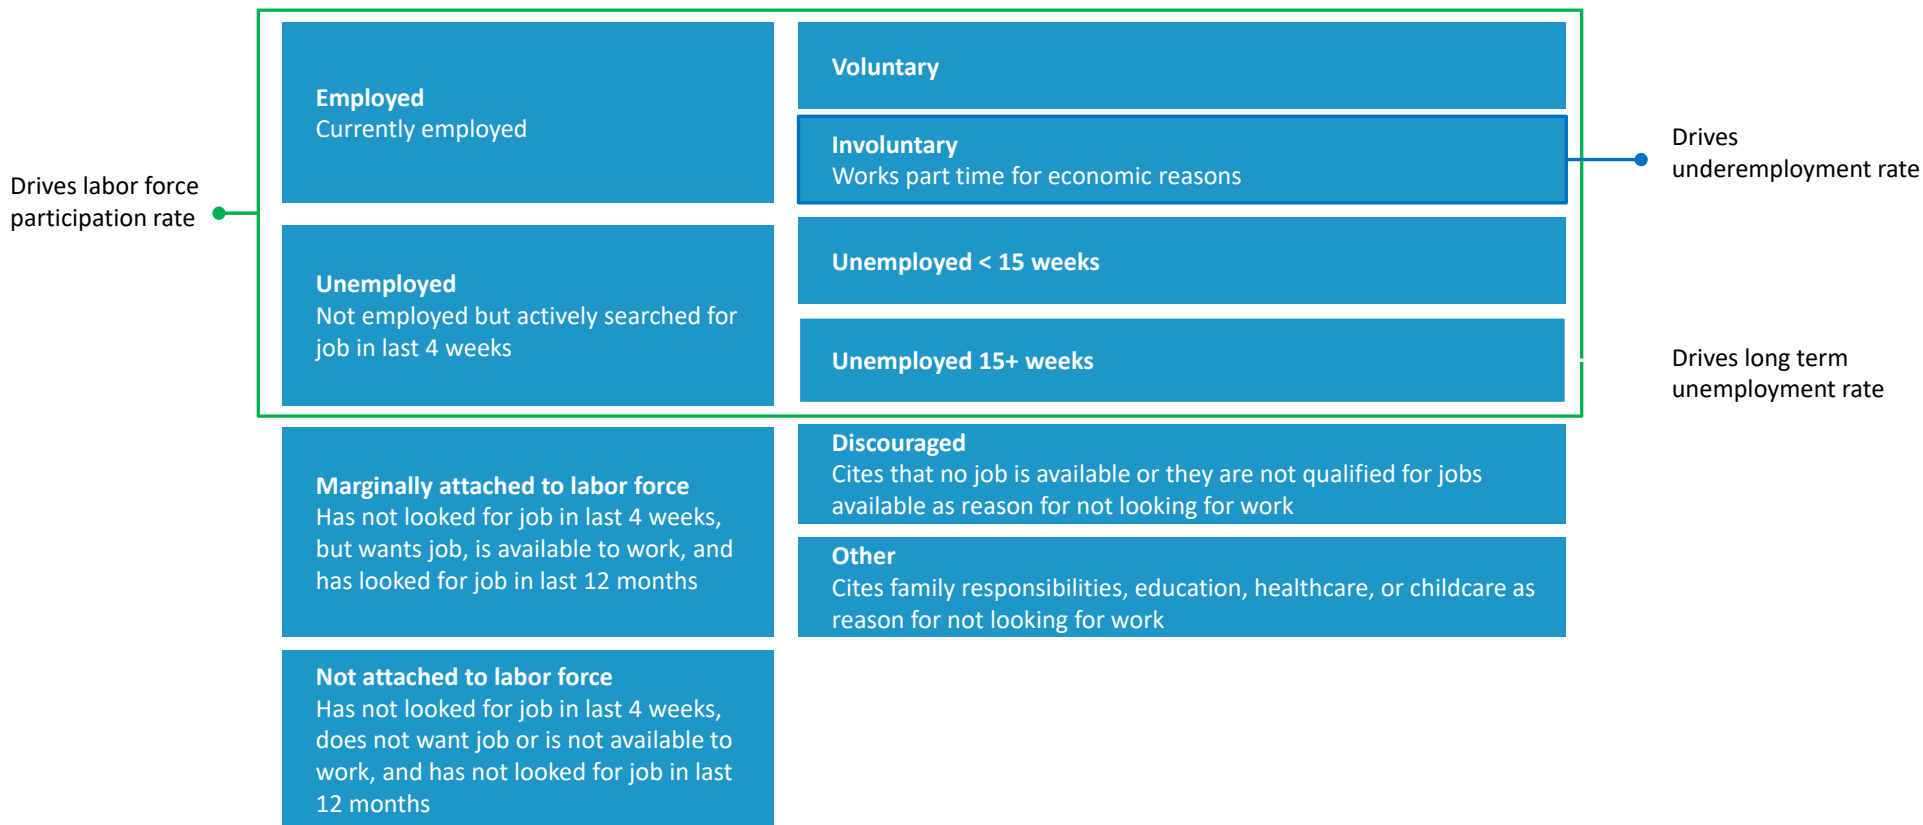 Drives labor force
participation rate
Employed
Currently employed
Voluntary
Involuntary
Works part time for economic reasons
Drives
underemployment rate
Unemployed
Not employed but actively searched for
job in last 4 weeks
Unemployed < 15 weeks
Unemployed 15+ weeks
Drives long term
unemployment rate
Marginally attached to labor force
Has not looked for job in last 4 weeks,
but wants job, is available to work, and
has looked for job in last 12 months
Discouraged
Cites that no job is available or they are not qualified for jobs
available as reason for not looking for work
Other
Cites family responsibilities, education, healthcare, or childcare as
reason for not looking for work
Not attached to labor force
Has not looked for job in last 4 weeks,
does not want job or is not available to
work, and has not looked for job in last
12 months